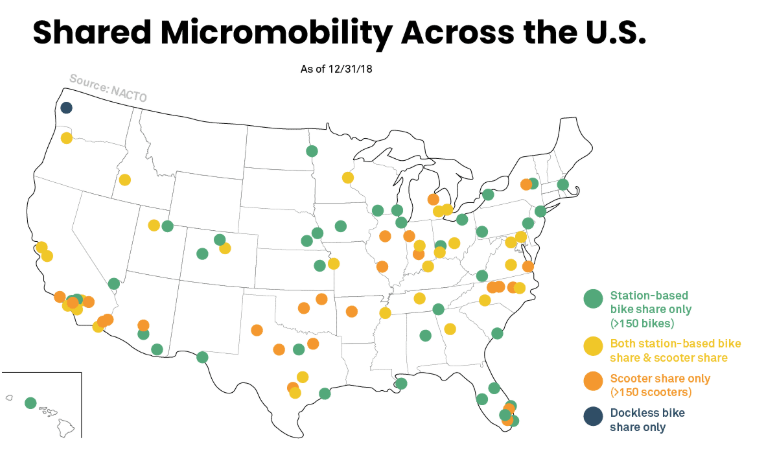 Shared Micromobility Across the U.S.
As of 12/31/18
Source: NACTO
Station-based
bike share only
(>150 bikes)
Both station-based bike
share & scooter share
Scooter share only
(>150 scooters)
Dockless bike
share only